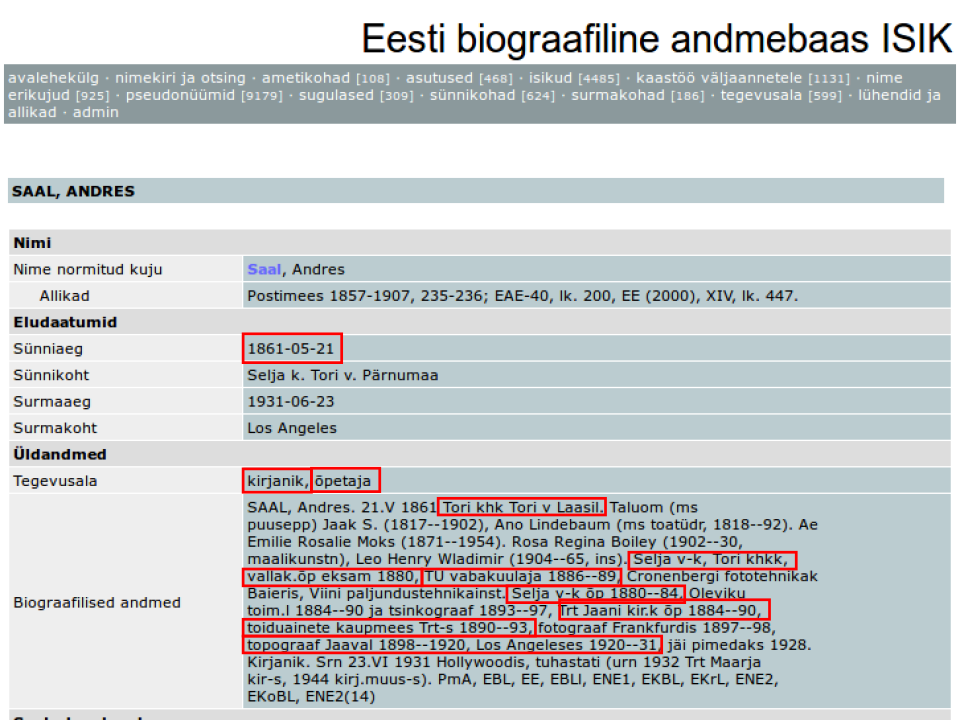 Eesti biograafiline andmebaas ISIK
avalehekülg · nimekiri ja otsing · ametikohad [108] · asutused [468] · isikud [4485] · kaastöö väljaannetele [1131] · nime
erikujud [925] · pseudonüümid [9179] · sugulased [309] · sünnikohad [624] · surmakohad [186] · tegevusala [599] · lühendid ja
allikad · admin
SAAL, ANDRES
Nimi
Nime normitud kuju Saal, Andres
Allikad Postimees 1857-1907, 235-236; EAE-40, lk. 200, EE (2000), XIV, lk. 447.
Eludaatumid
Sünniaeg 1861-05-21
Sünnikoht Selja k. Tori v. Pärnumaa
Surmaaeg 1931-06-23
Surmakoht Los Angeles
Üldandmed
Tegevusala kirjanik, õpetaja
Biograafilised andmed
SAAL, Andres. 21.V 1861 Tori khk Tori v Laasil. Taluom (ms
puusepp) Jaak S. (1817--1902), Ano Lindebaum (ms toatüdr, 1818--92). Ae
Emilie Rosalie Moks (1871--1954). Rosa Regina Boiley (1902--30,
maalikunstn), Leo Henry Wladimir (1904--65, ins). Selja v-k, Tori khkk,
vallak.õp eksam 1880, TÜ vabakuulaja 1886--89, Cronenbergi fototehnikak
Baieris, Viini paljundustehnikainst. Selja v-k õp 1880--84, Oleviku
toim.l 1884--90 ja tsinkograaf 1893--97, Trt Jaani kir.k õp 1884--90,
toiduainete kaupmees Trt-s 1890--93, fotograaf Frankfurdis 1897--98,
topograaf Jaaval 1898--1920, Los Angeleses 1920--31, jäi pimedaks 1928.
Kirjanik. Srn 23.VI 1931 Hollywoodis, tuhastati (urn 1932 Trt Maarja
kir-s, 1944 kirj.muus-s). PmA, EBL, EE, EBLI, ENE1, EKBL, EKrL, ENE2,
EKoBL, ENE2(14)